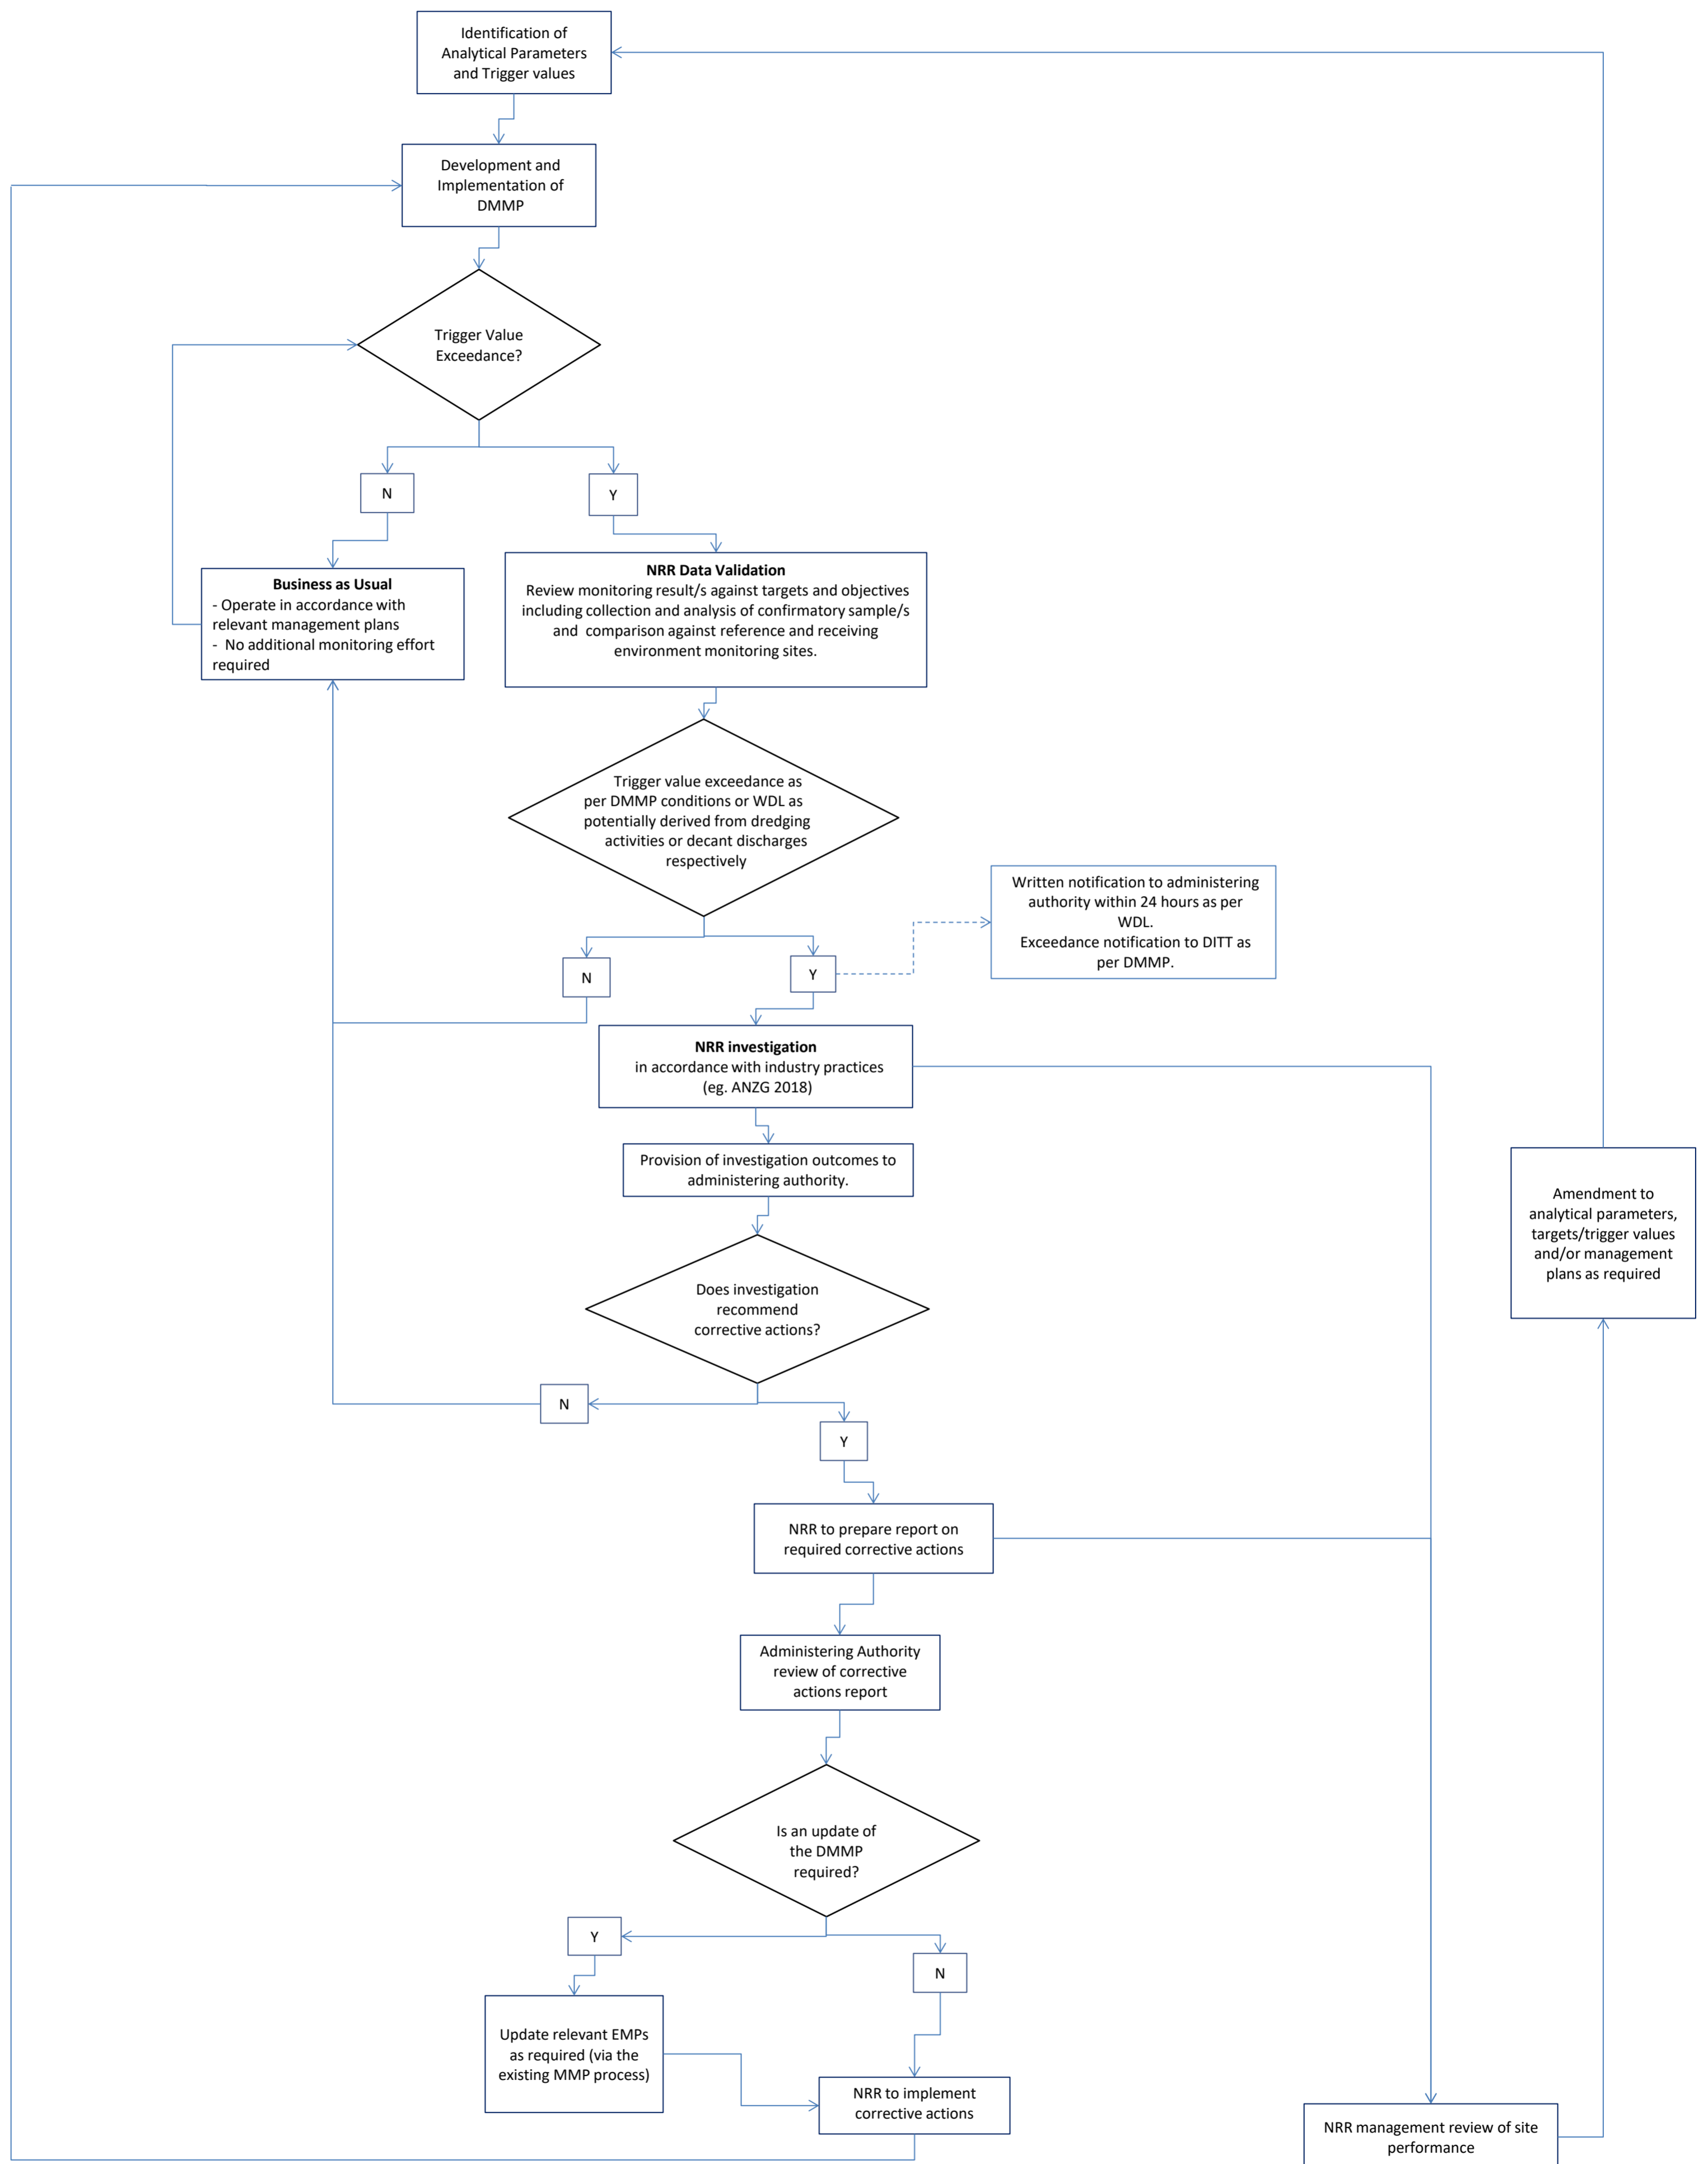 Identification of
Analytical Parameters
and Trigger values
Development and
Implementation of
DMMP
Trigger Value
Exceedance?
N
Y
Business as Usual
- Operate in accordance with
relevant management plans
- No additional monitoring effort
required
NRR Data Validation
Review monitoring result/s against targets and objectives
including collection and analysis of confirmatory sample/s
and comparison against reference and receiving
environment monitoring sites.
Trigger value exceedance as
per DMMP conditions or WDL as
potentially derived from dredging
activities or decant discharges
respectively
Written notification to administering
authority within 24 hours as per
WDL.
Exceedance notification to DITT as
per DMMP.
N
Y
NRR investigation
in accordance with industry practices
(eg. ANZG 2018)
Provision of investigation outcomes to
administering authority.
Amendment to
analytical parameters,
targets/trigger values
and/or management
plans as required
Does investigation
recommend
corrective actions?
N
Y
NRR to prepare report on
required corrective actions
Administering Authority
review of corrective
actions report
Is an update of
the DMMP
required?
Y
N
Update relevant EMPs
as required (via the
existing MMP process)
NRR to implement
corrective actions
NRR management review of site
performance